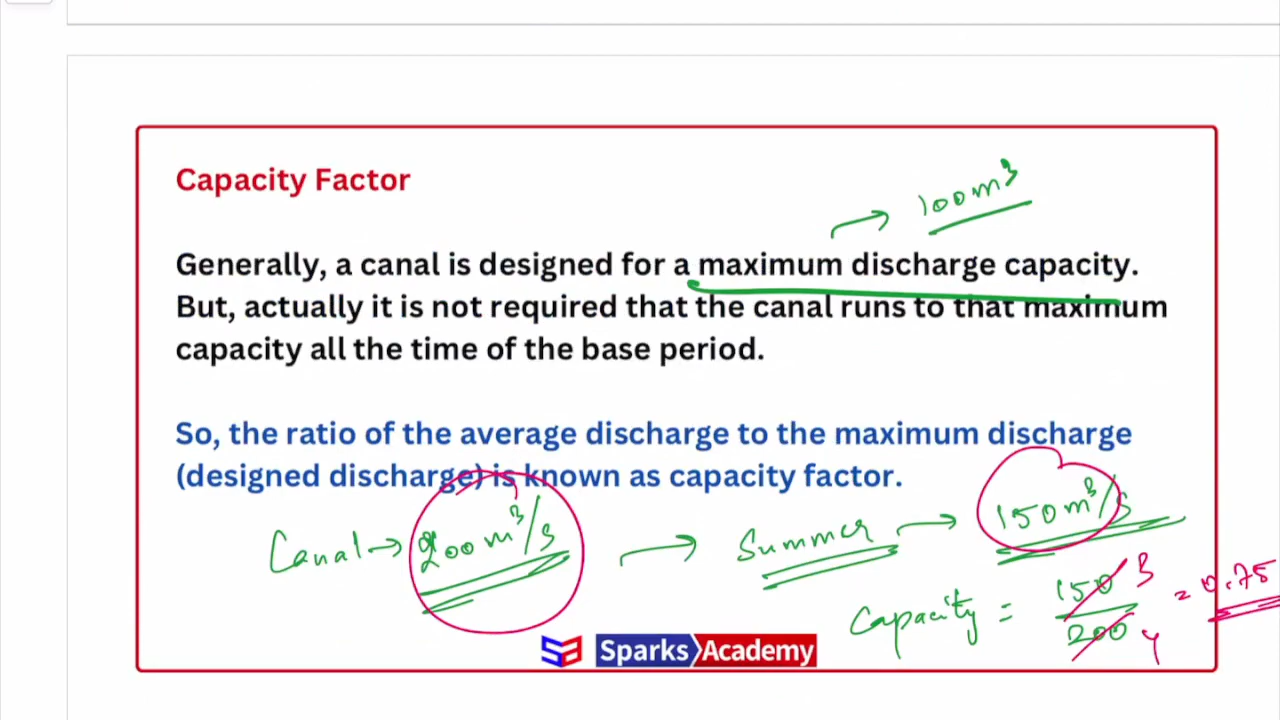 Capacity Factor
→ 100m³
Generally, a canal is designed for a maximum discharge capacity.
But, actually it is not required that the canal runs to that maximum
capacity all the time of the base period.
So, the ratio of the average discharge to the maximum discharge
(designed discharge) is known as capacity factor.
Canal → 200m³/s → Summer → 150m³/s
Capacity = 150/200 3/4 = 0.75
Sparks Academy